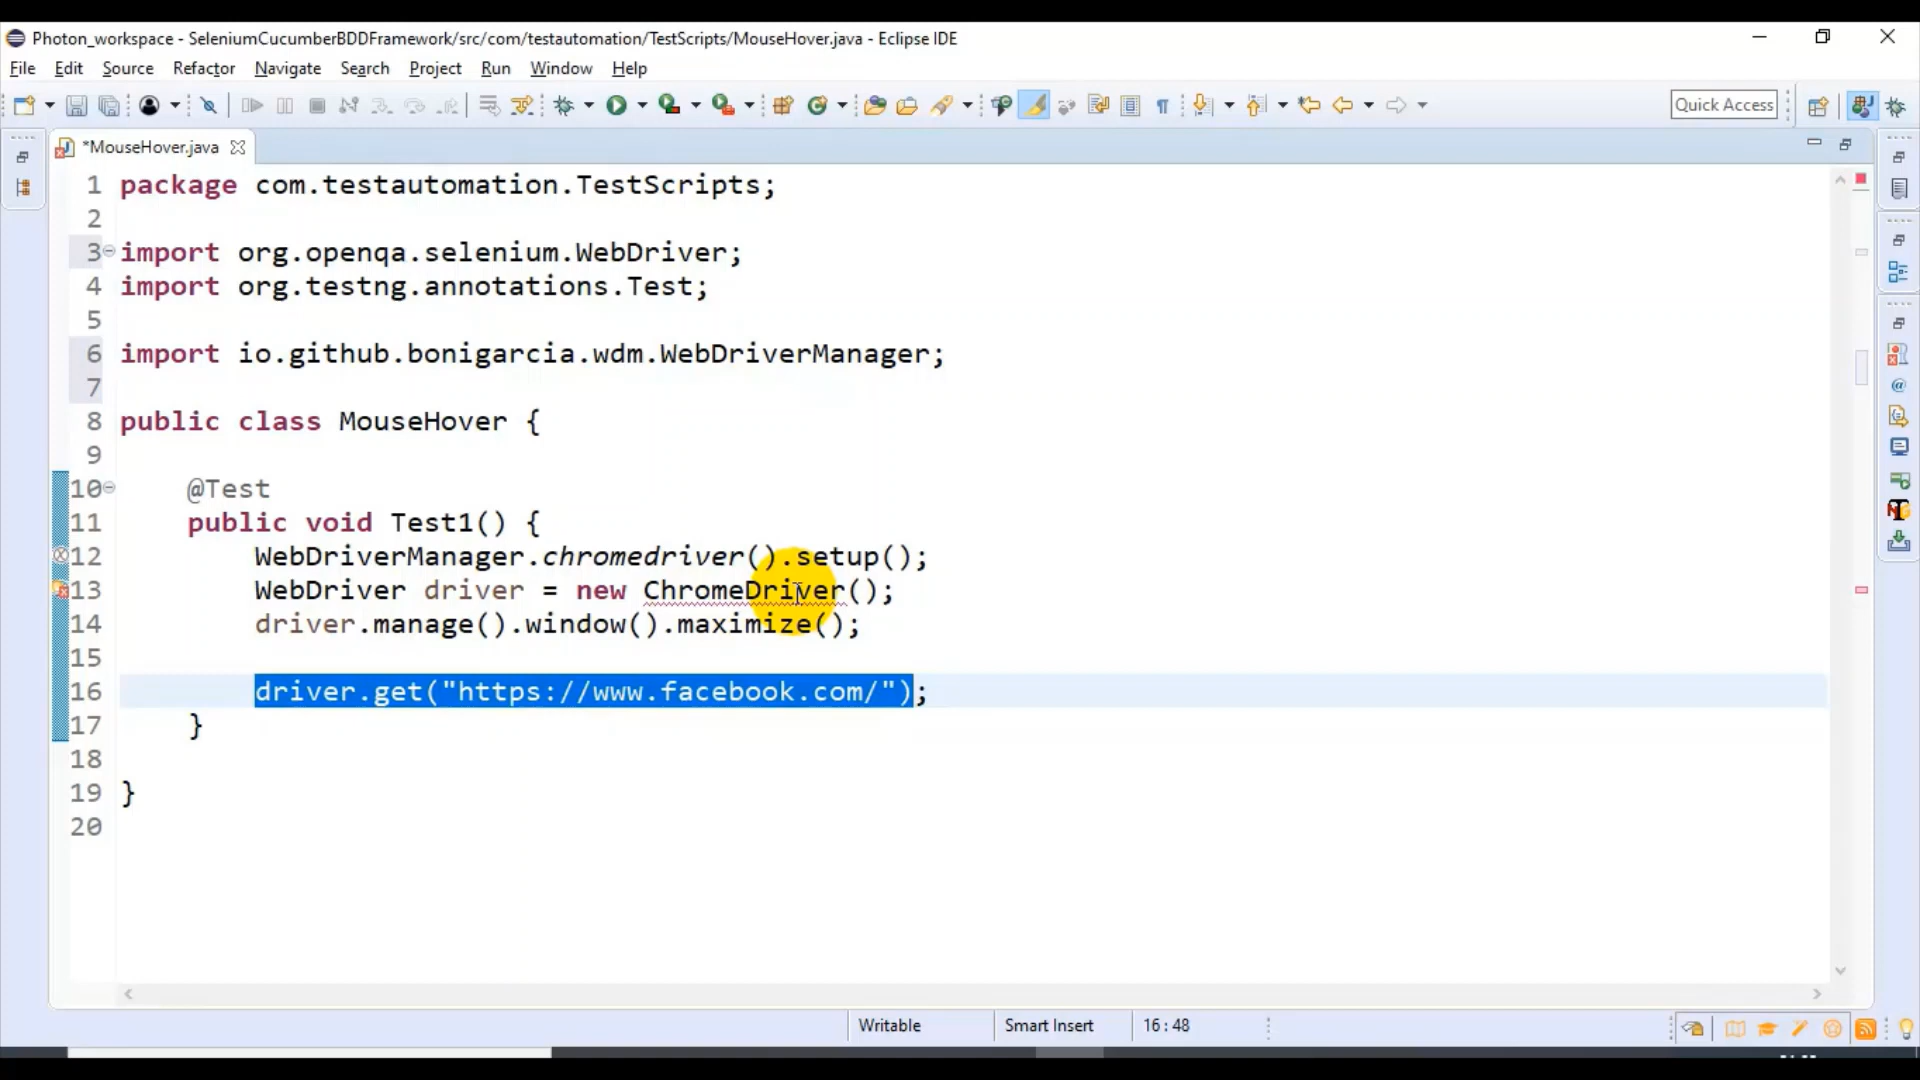 Photon_workspace - SeleniumCucumberBDDFramework/src/com/testautomation/TestScripts/MouseHover.java - Eclipse IDE
File Edit Source Refactor Navigate Search Project Run Window Help
Quick Access
*MouseHover.java
1 package com.testautomation.TestScripts;
2
3 import org.openqa.selenium.WebDriver;
4 import org.testng.annotations.Test;
5
6 import io.github.bonigarcia.wdm.WebDriverManager;
7
8 public class MouseHover {
9
10 @Test
11 public void Test1() {
12 WebDriverManager.chromedriver().setup();
13 WebDriver driver = new ChromeDriver();
14 driver.manage().window().maximize();
15
16 driver.get("https://www.facebook.com/");
17 }
18
19 }
20
Writable Smart Insert 16 : 48